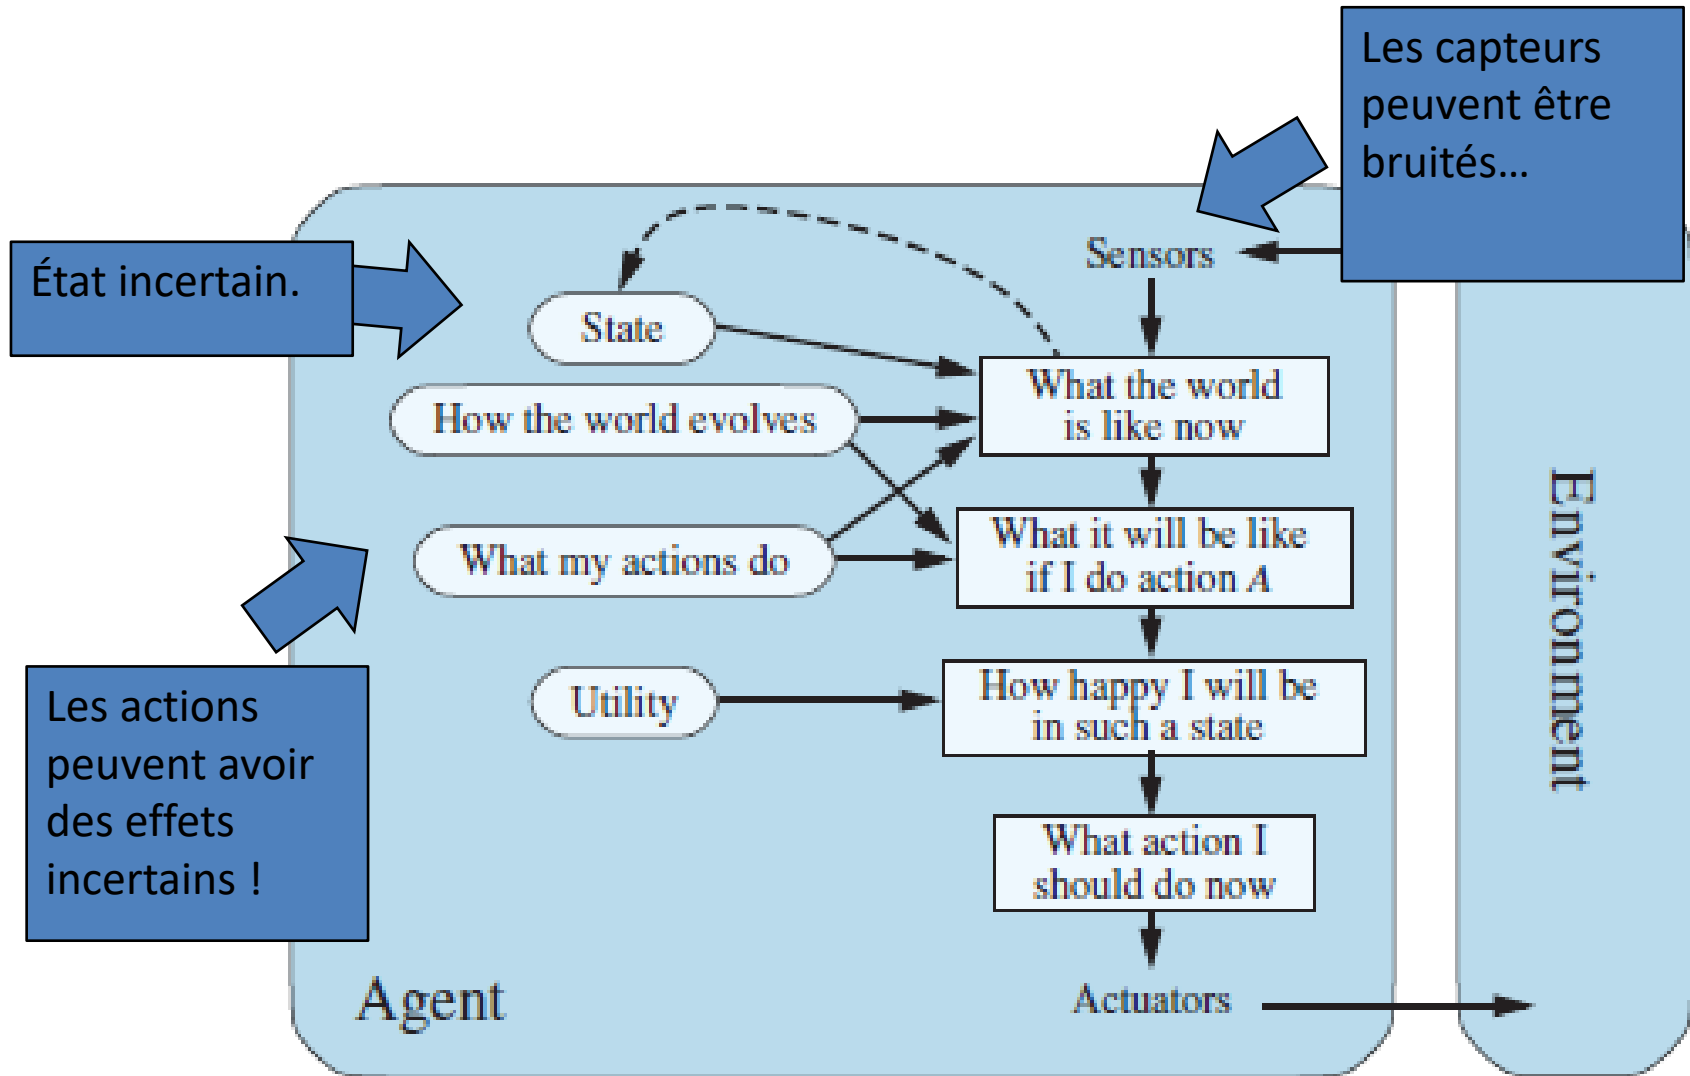 Les capteurs
peuvent être
bruités…
État incertain.
Sensors
State
What the world
is like now
How the world evolves
What it will be like
if I do action A
What my actions do
Les actions
peuvent avoir
des effets
incertains !
Utility
How happy I will be
in such a state
What action I
should do now
Agent
Actuators
Environment